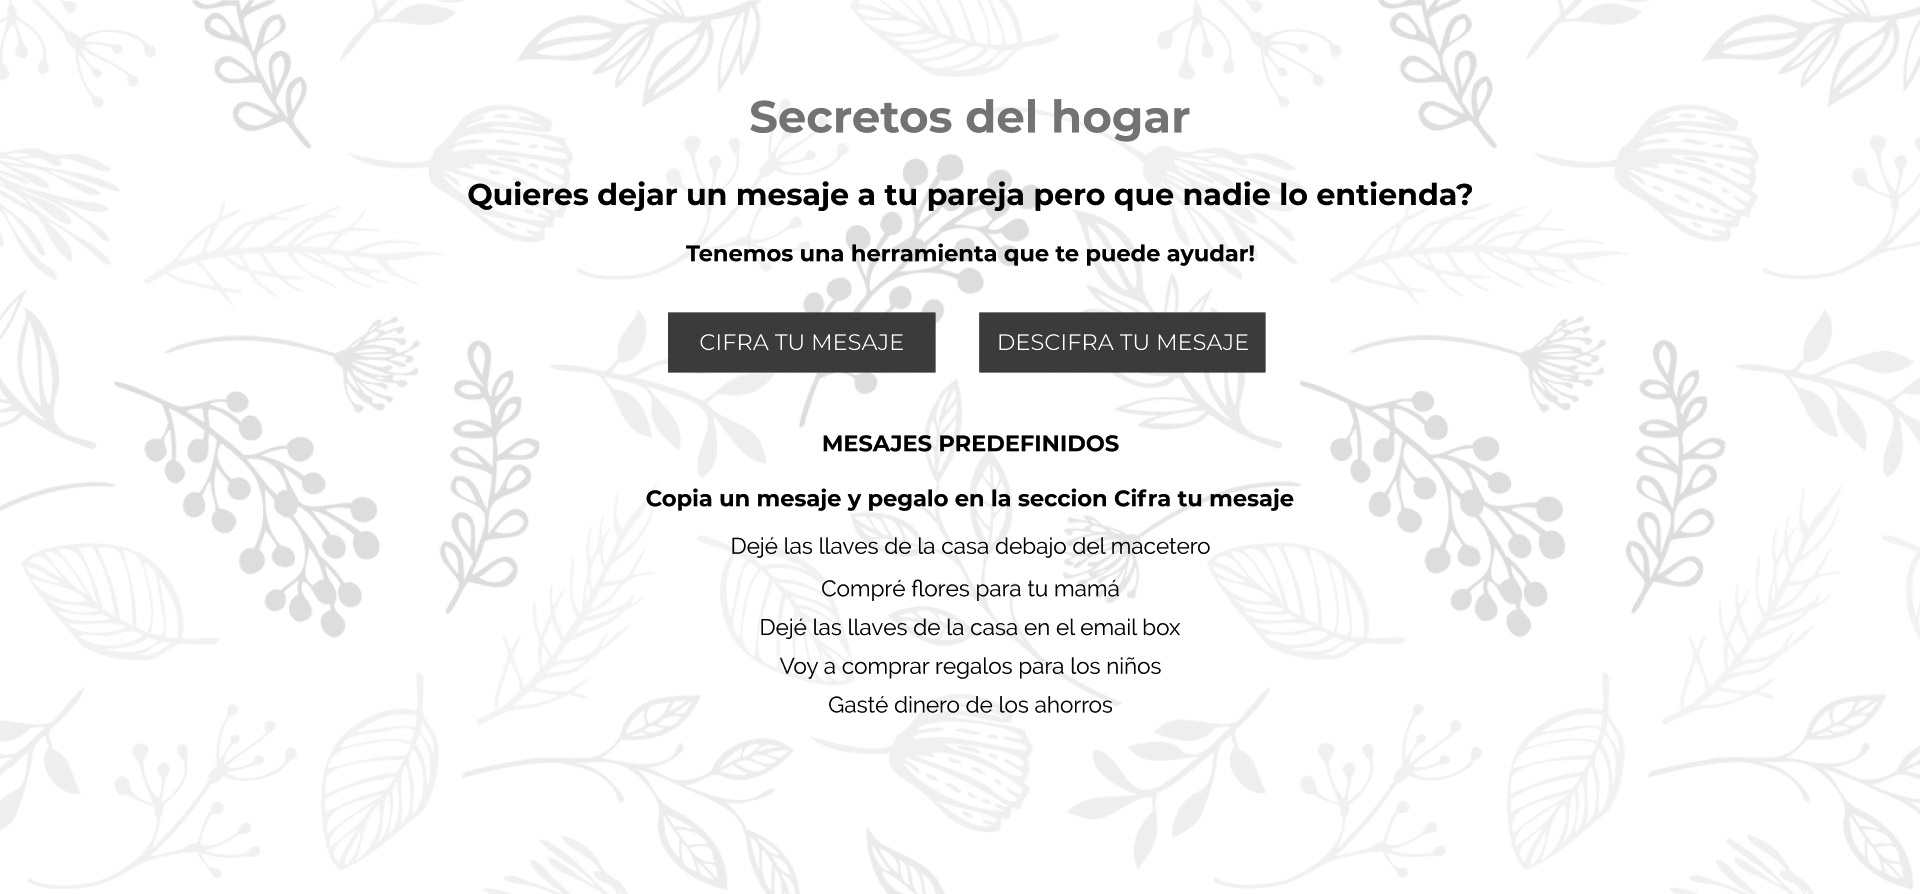 Secretos del hogar
Quieres dejar un mesaje a tu pareja pero que nadie lo entienda?
Tenemos una herramienta que te puede ayudar!
CIFRA TU MESAJE
DESCIFRA TU MESAJE
MESAJES PREDEFINIDOS
Copia un mesaje y pegalo en la seccion Cifra tu mesaje
Dejé las llaves de la casa debajo del macetero
Compré flores para tu mamá
Dejé las llaves de la casa en el email box
Voy a comprar regalos para los niños
Gasté dinero de los ahorros